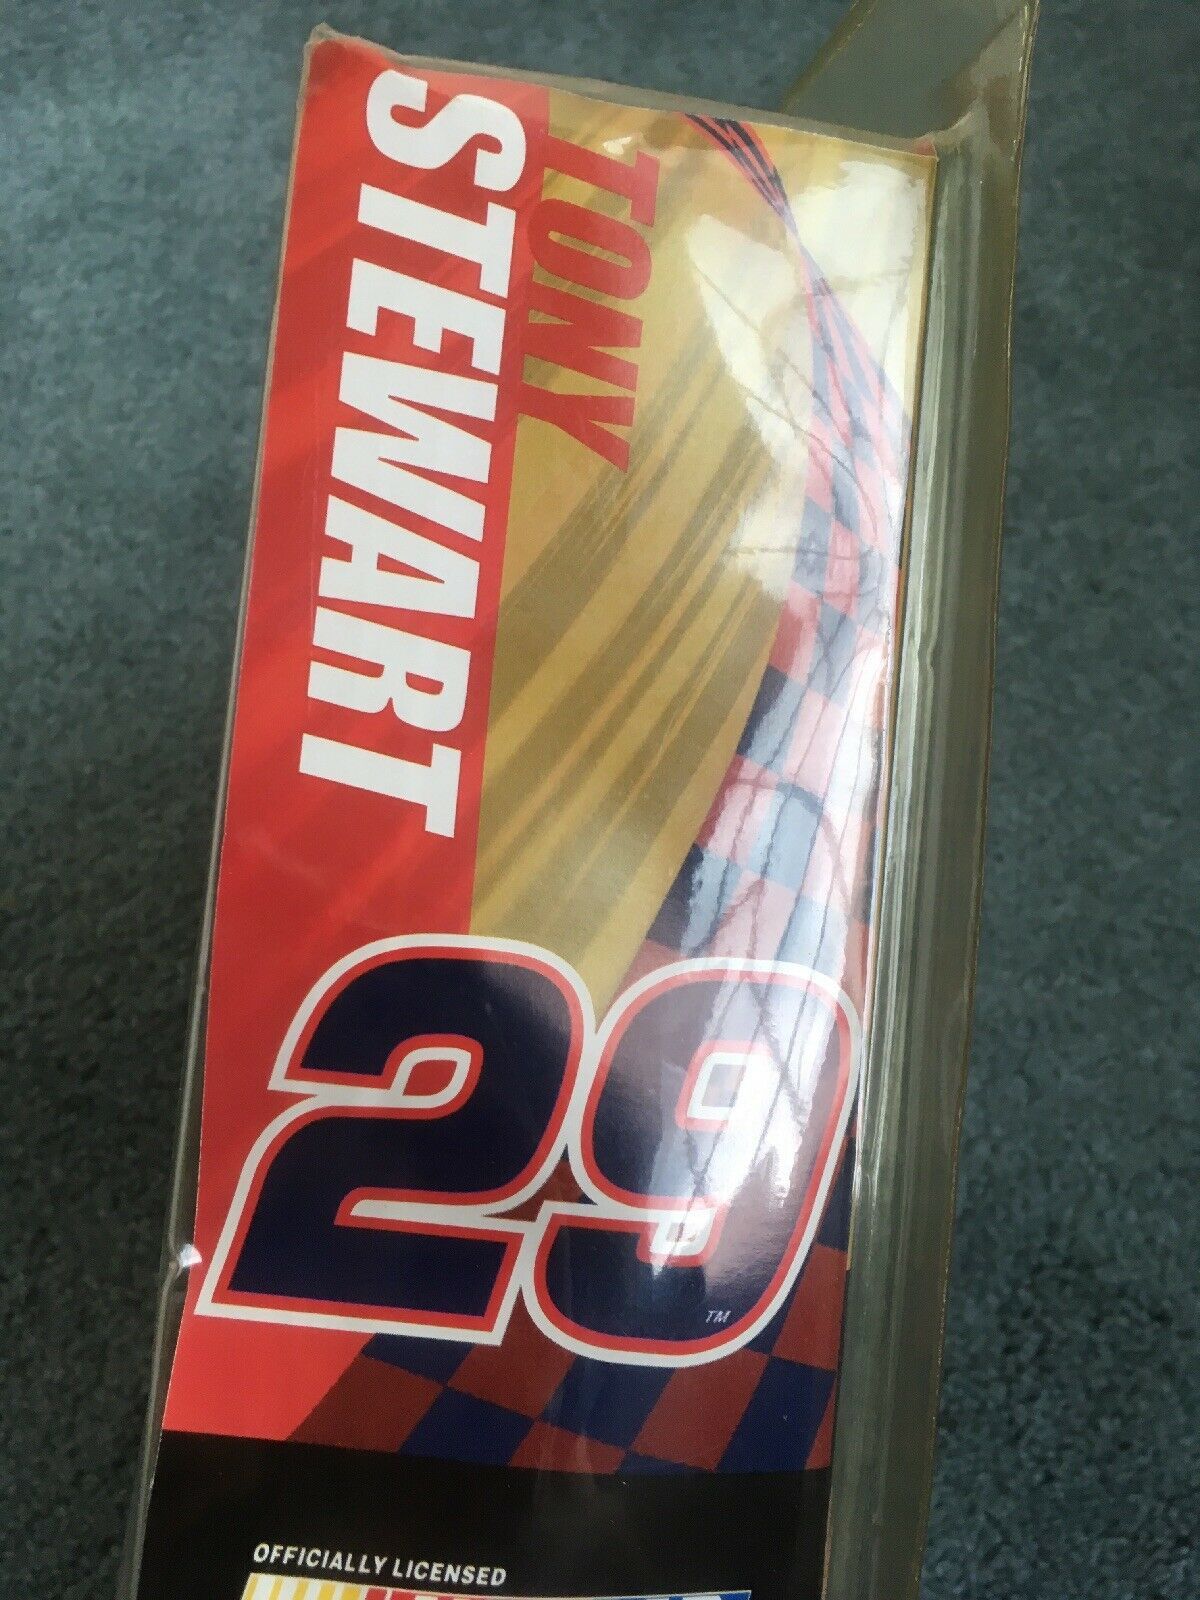 TONY
STEWART
29
TM
OFFICIALLY LICENSED